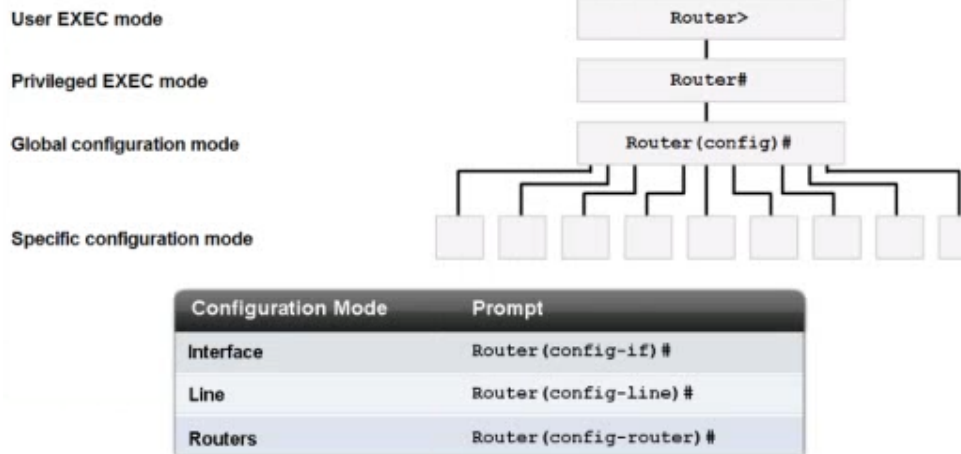 User EXEC mode Router>
Privileged EXEC mode Router#
Global configuration mode Router(config)#
Specific configuration mode
Configuration Mode Prompt
Interface Router(config-if)#
Line Router(config-line)#
Routers Router(config-router)#